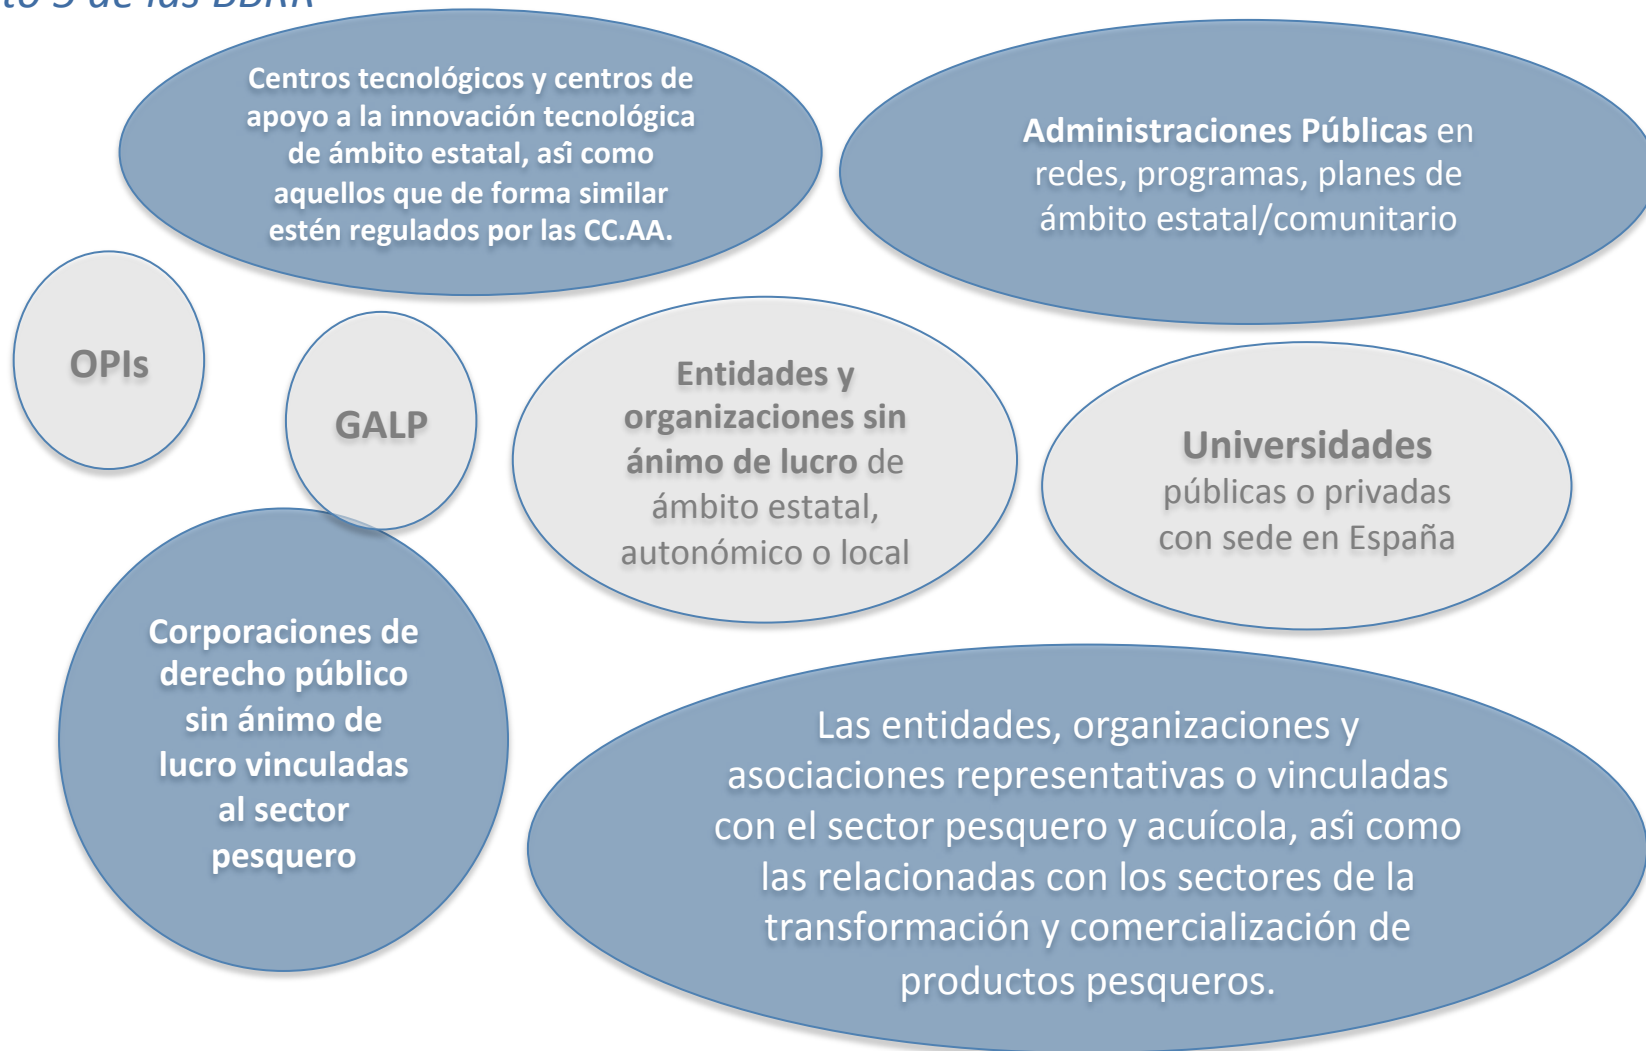 de las BBRR
Centros tecnológicos y centros de
apoyo a la innovación tecnológica
de ámbito estatal, así como
aquellos que de forma similar
estén regulados por las CC.AA.
Administraciones Públicas en
redes, programas, planes de
ámbito estatal/comunitario
OPIs
GALP
Entidades y
organizaciones sin
ánimo de lucro de
ámbito estatal,
autonómico o local
Universidades
públicas o privadas
con sede en España
Corporaciones de
derecho público
sin ánimo de
lucro vinculadas
al sector
pesquero
Las entidades, organizaciones y
asociaciones representativas o vinculadas
con el sector pesquero y acuícola, así como
las relacionadas con los sectores de la
transformación y comercialización de
productos pesqueros.